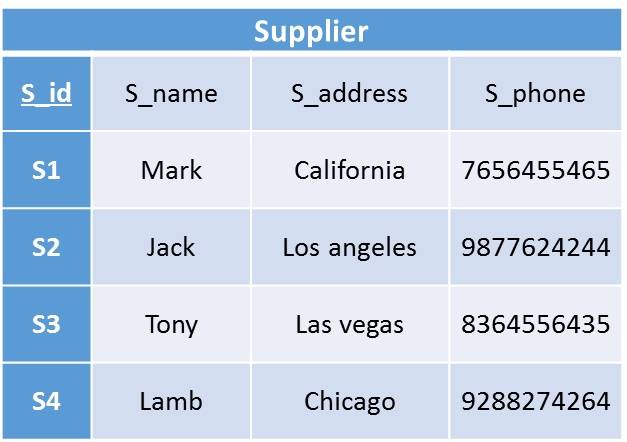 Supplier
S_id S_name S_address S_phone
S1 Mark California 7656455465
S2 Jack Los angeles 9877624244
S3 Tony Las vegas 8364556435
S4 Lamb Chicago 9288274264